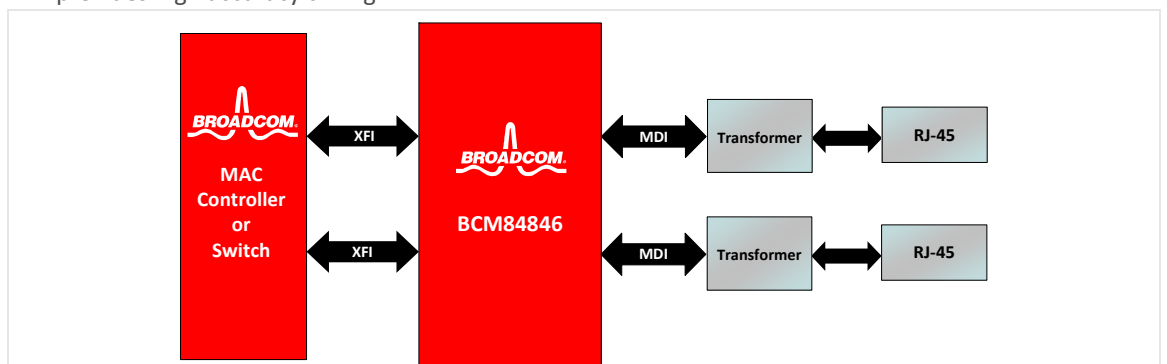 BROADCOM®
MAC
Controller
or
Switch
XFI
XFI
BROADCOM®
BCM84846
MDI
MDI
Transformer
Transformer
RJ-45
RJ-45